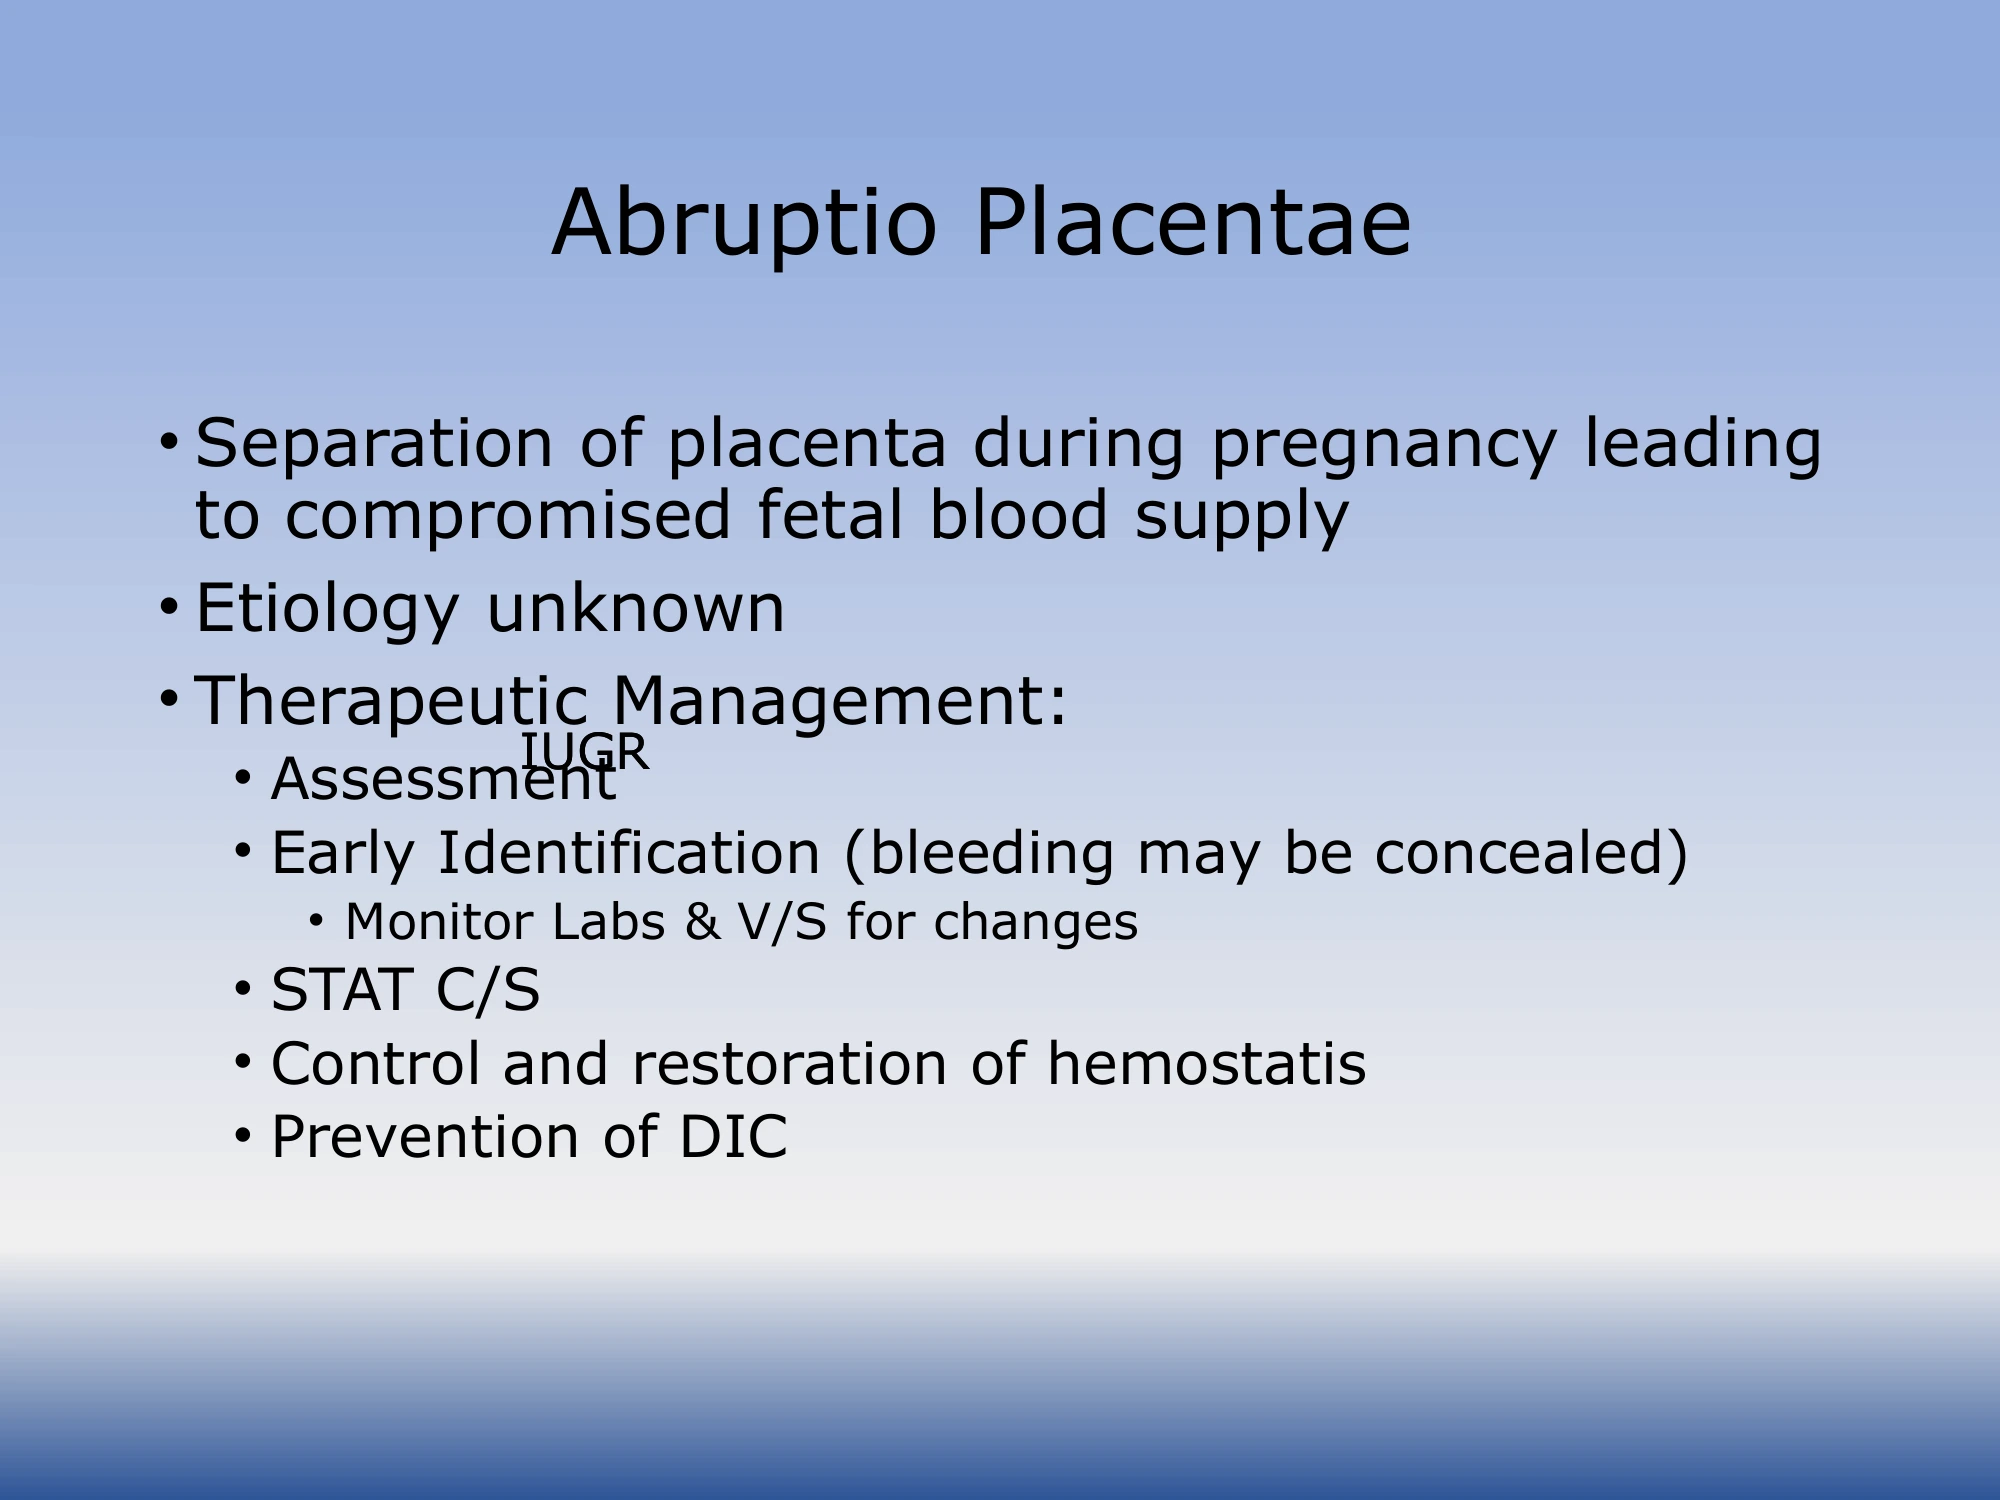 Abruptio Placentae
• Separation of placenta during pregnancy leading
to compromised fetal blood supply
• Etiology unknown
• Therapeutic Management:
IUGR
• Assessment
• Early Identification (bleeding may be concealed)
• Monitor Labs & V/S for changes
• STAT C/S
• Control and restoration of hemostatis
• Prevention of DIC